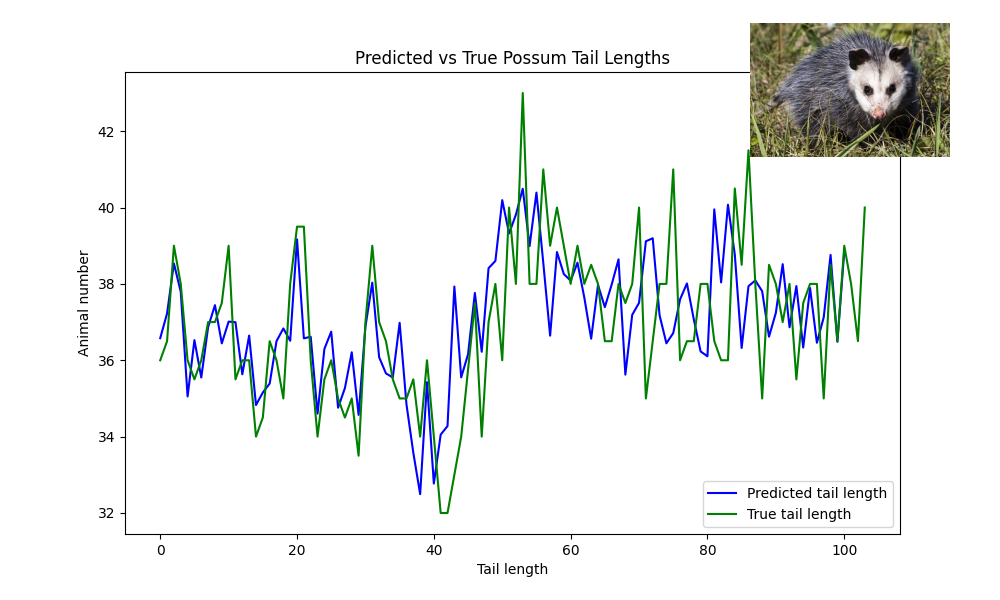 Predicted vs True Possum Tail Lengths
Animal number
42
40
38
36
34
32
0
20
40
60
80
100
Tail length
Predicted tail length
True tail length